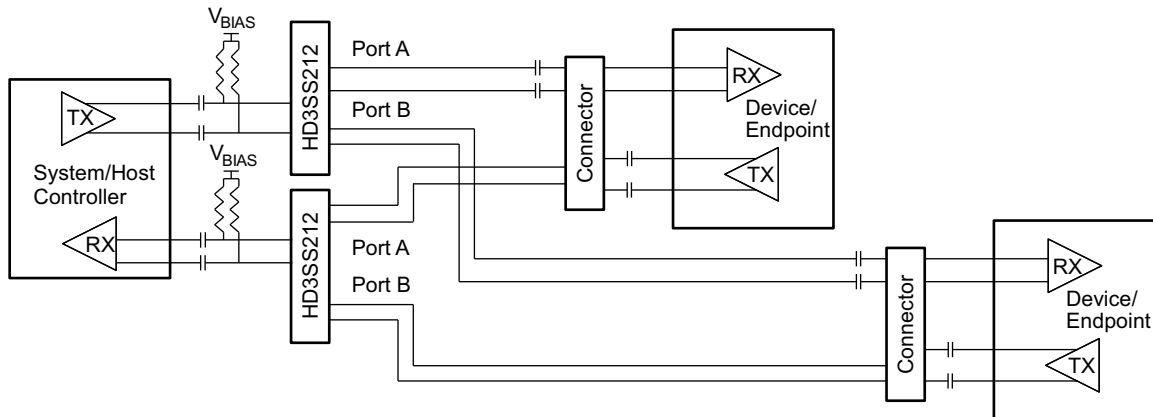 VBIAS
Port A
TX
HD3SS212
Port B
Connector
RX
Device/
Endpoint
TX
System/Host
Controller
VBIAS
RX
HD3SS212
Port A
Port B
Connector
RX
Device/
Endpoint
TX